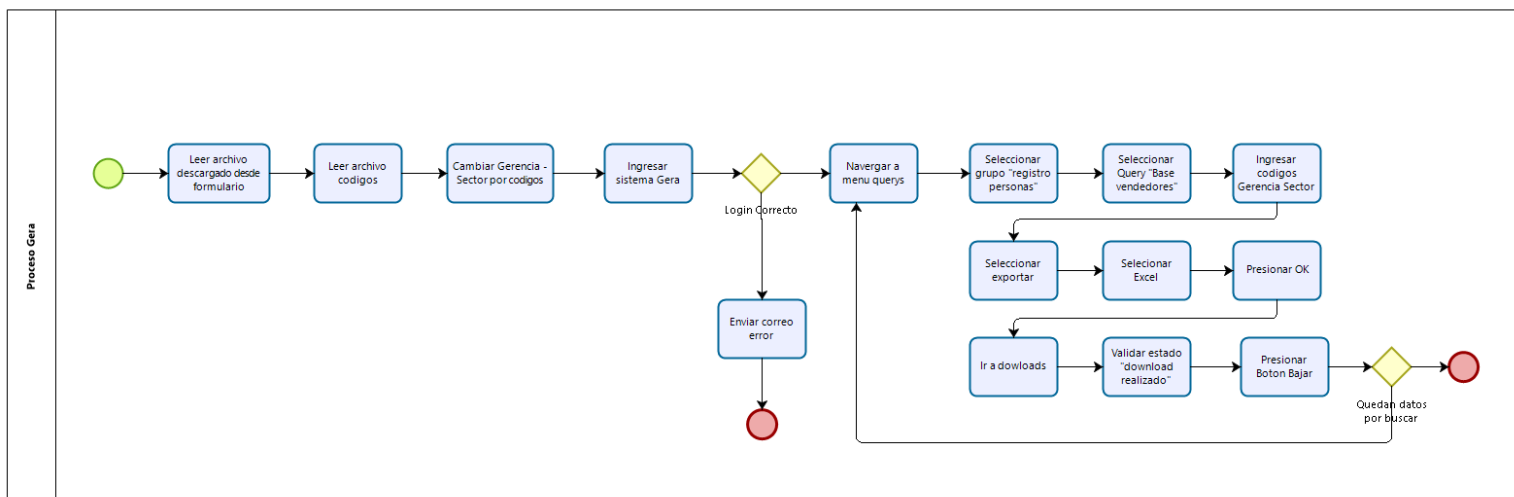 Proceso Gera
Leer archivo
descargado desde
formulario
Leer archivo
codigos
Cambiar Gerencia -
Sector por codigos
Ingresar
sistema Gera
Login Correcto
Navergar a
menu querys
Seleccionar
grupo "registro
personas"
Seleccionar
Query "Base
vendedores"
Ingresar
codigos
Gerencia Sector
Seleccionar
exportar
Selecionar
Excel
Presionar OK
Enviar correo
error
Ir a dowloads
Validar estado
"download
realizado"
Presionar
Boton Bajar
Quedan datos
por buscar